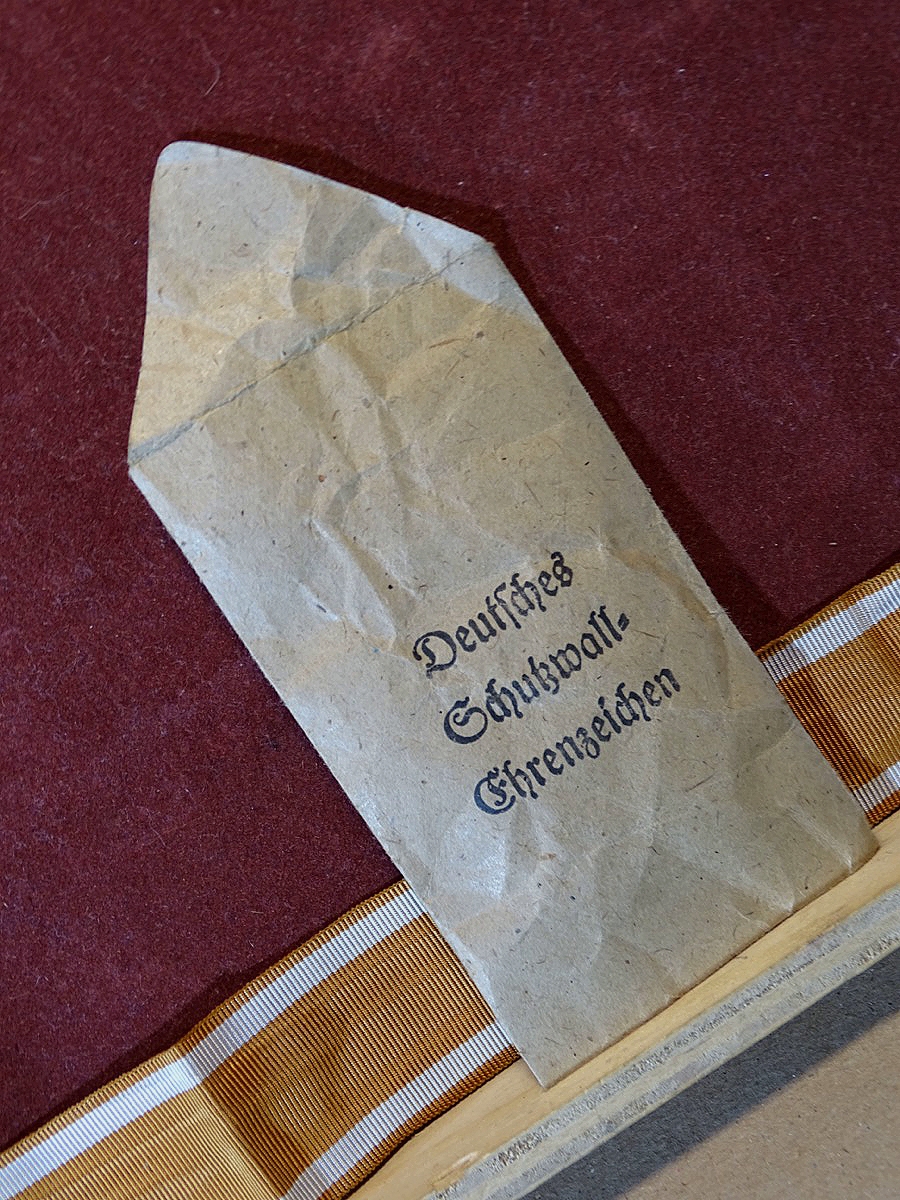 Deutſches
Schutzwall-
Ehrenzeichen